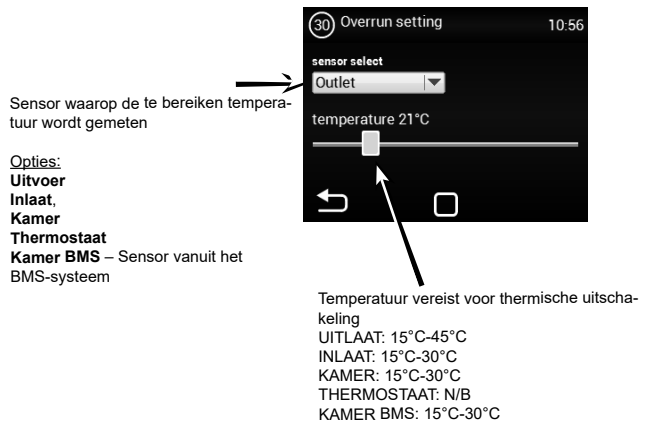 30 Overrun setting 10:56
sensor select
Outlet
temperature 21°C
Sensor waarop de te bereiken tempera-
tuur wordt gemeten
Opties:
Uitvoer
Inlaat,
Kamer
Thermostaat
Kamer BMS – Sensor vanuit het
BMS-systeem
Temperatuur vereist voor thermische uitscha-
keling
UITLAAT: 15°C-45°C
INLAAT: 15°C-30°C
KAMER: 15°C-30°C
THERMOSTAAT: N/B
KAMER BMS: 15°C-30°C